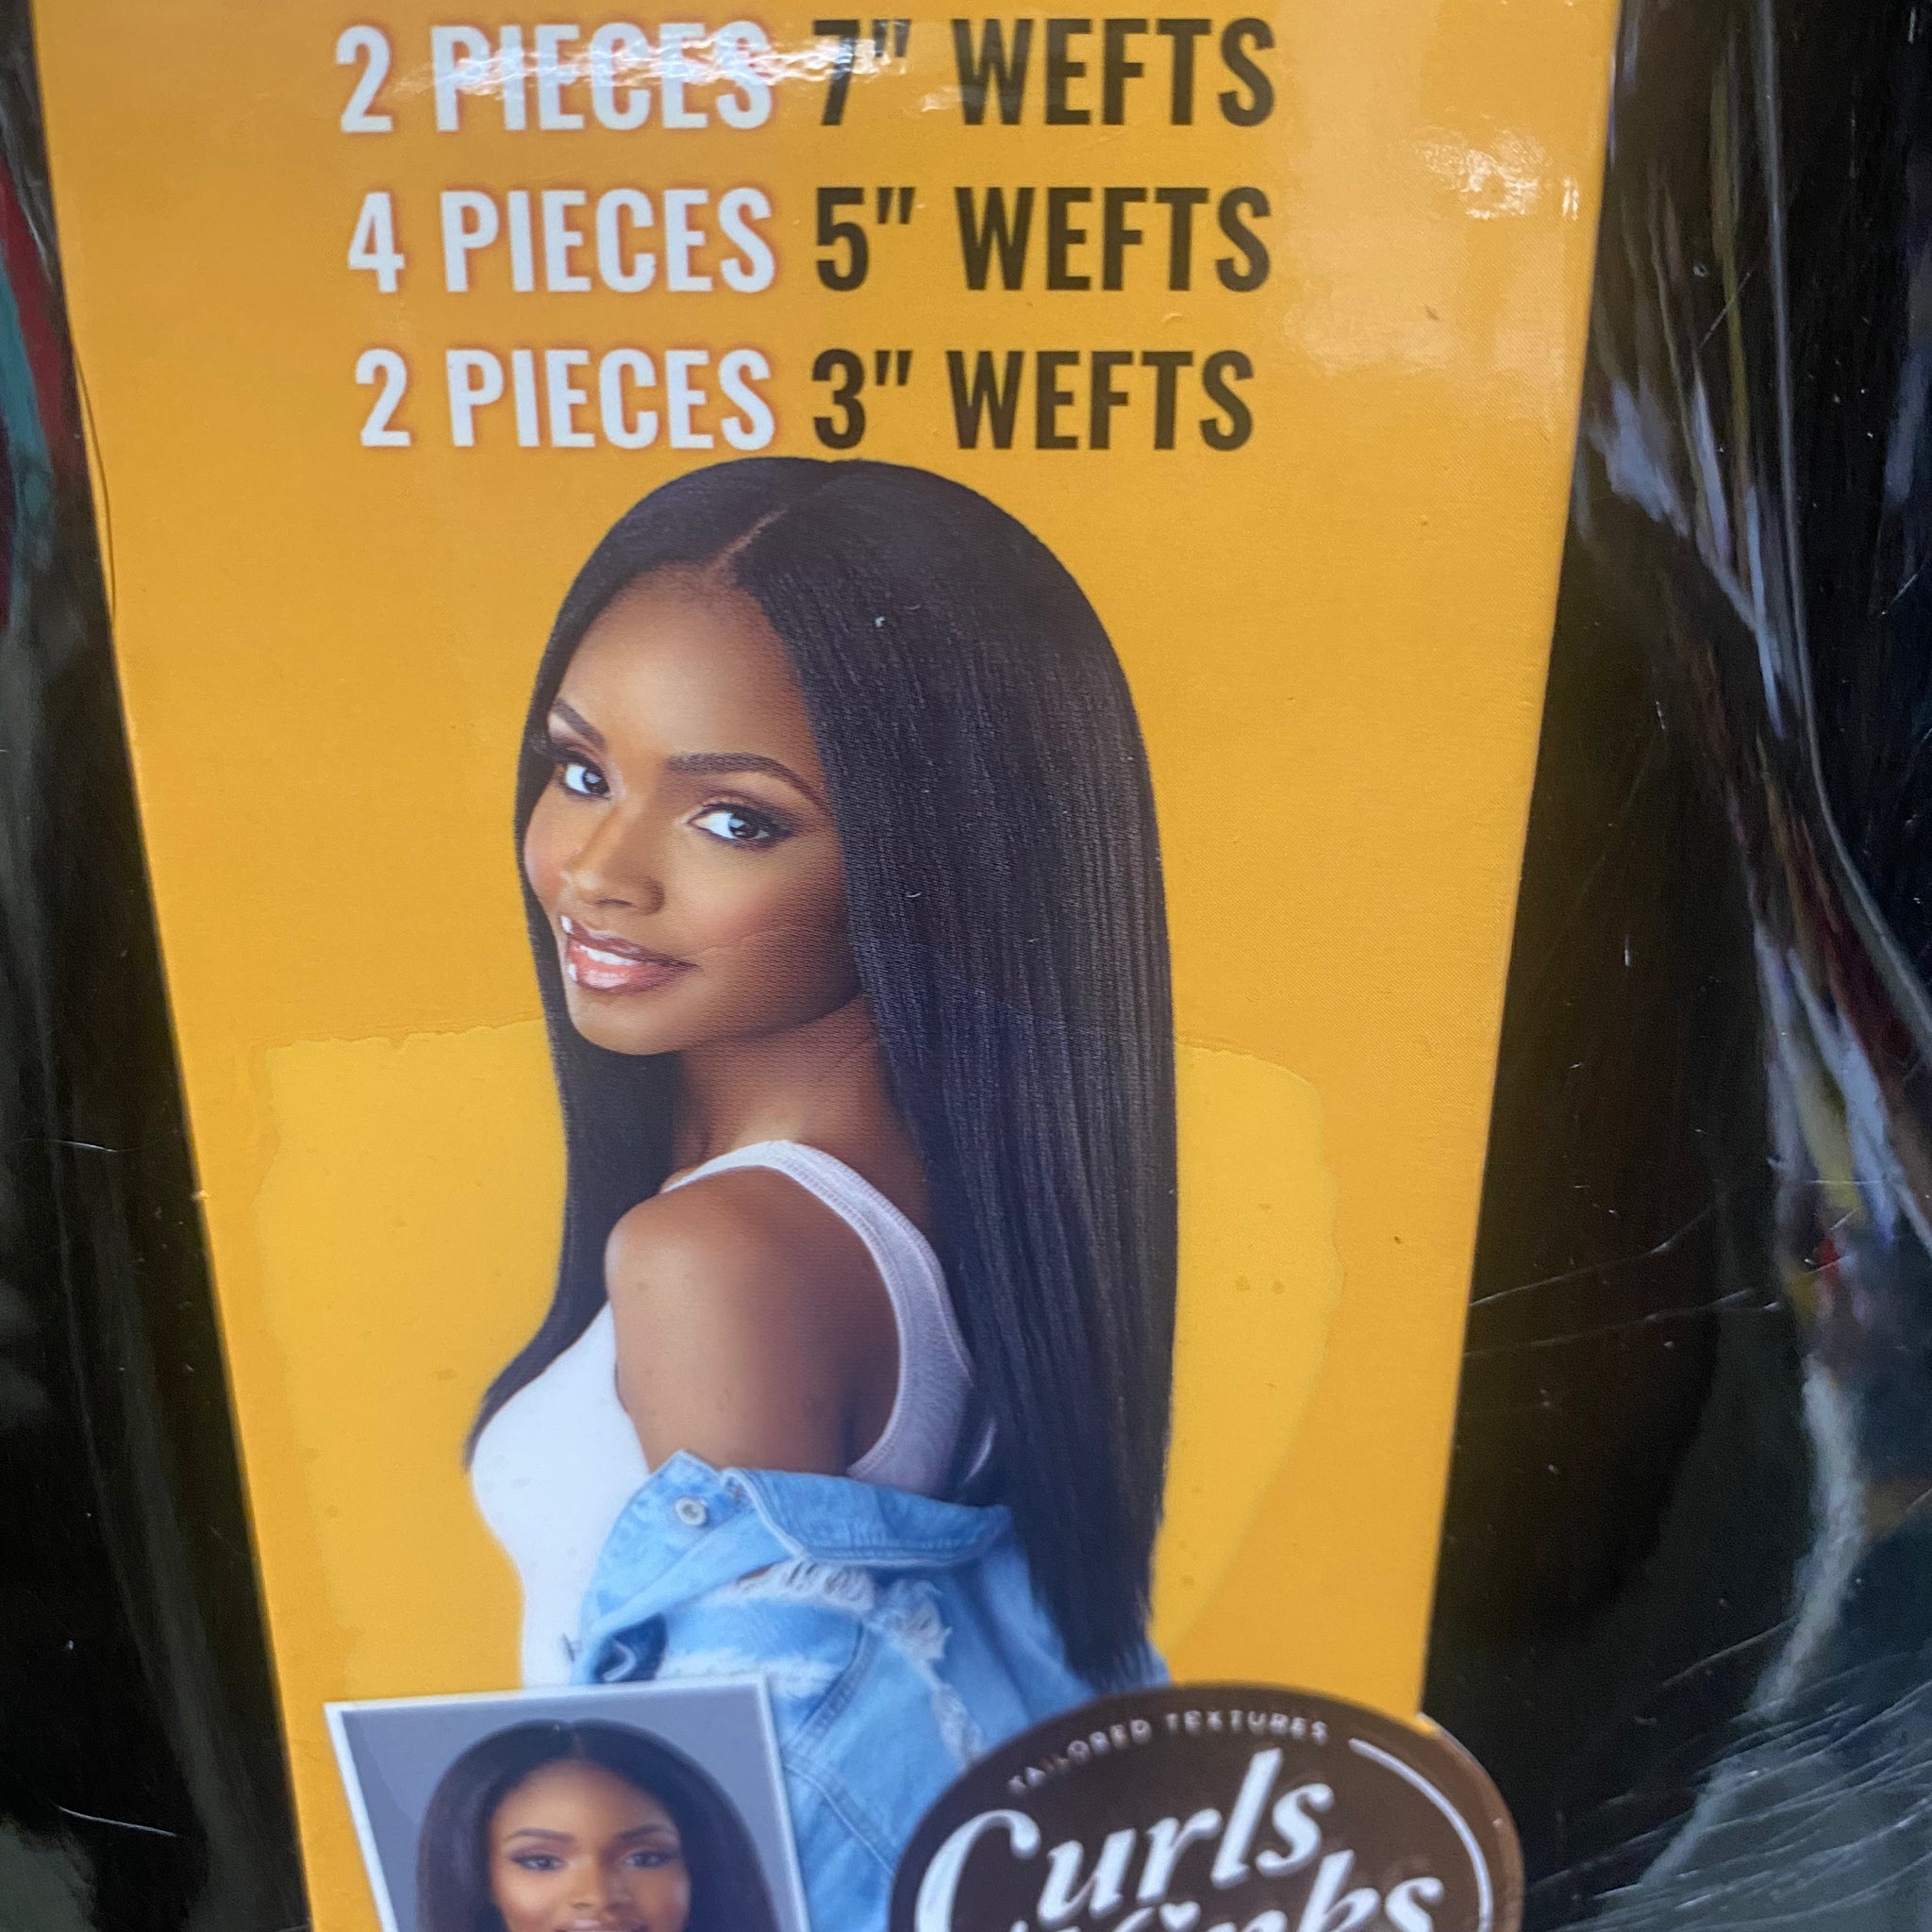 2 PIECES 7" WEFTS
4 PIECES 5" WEFTS
2 PIECES 3" WEFTS
TAILORED TEXTURES
Curls